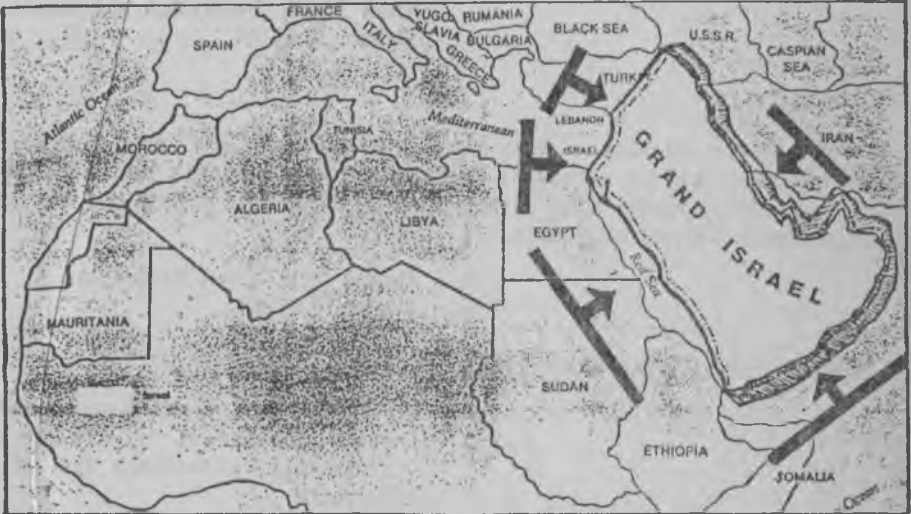 FRANCE
SPAIN
ITALY
YUGO
SLAVIA
RUMANIA
BULGARIA
GREECE
BLACK SEA
U.S.S.R.
CASPIAN
SEA
Atlantic Ocean
MOROCCO
TUNISIA
Mediterranean
LEBANON
ISRAEL
IRAN
ALGERIA
LIBYA
EGYPT
Red Sea
GRAND
ISRAEL
MAURITANIA
SUDAN
ETHIOPIA
SOMALIA
Ocean